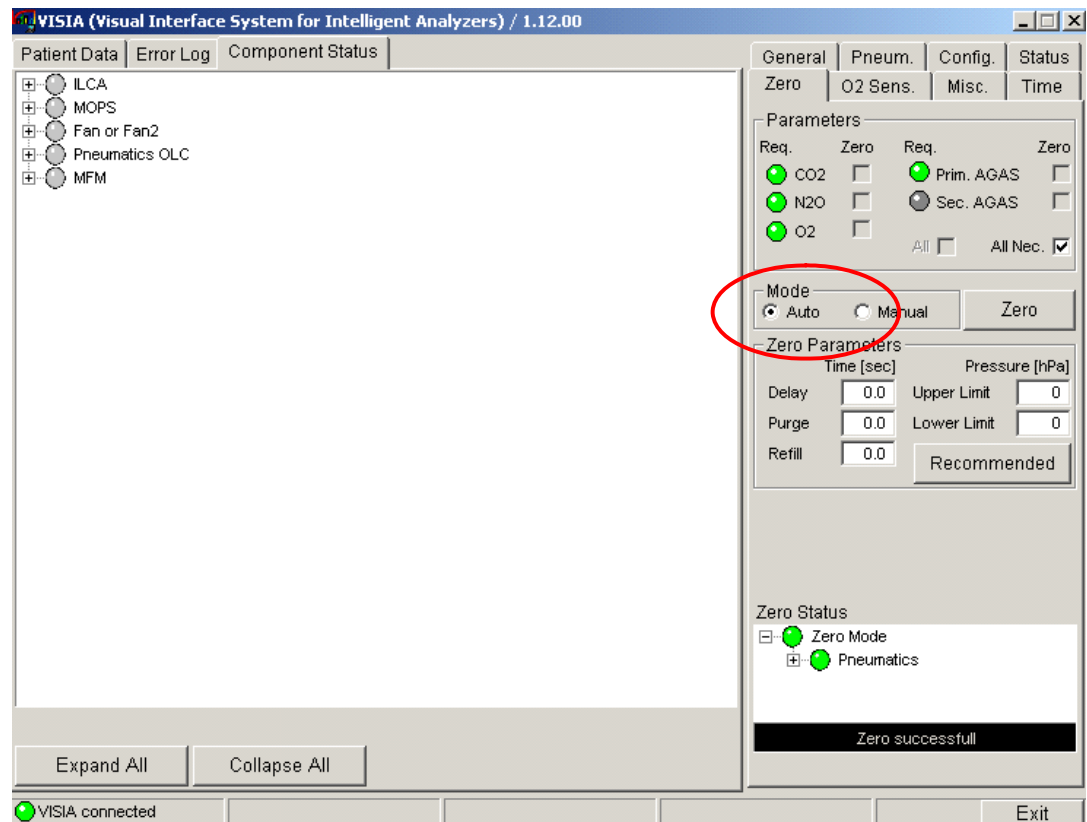 VISIA (Visual Interface System for Intelligent Analyzers) / 1.12.00
Patient Data Error Log Component Status
ILCA
MOPS
Fan or Fan2
Pneumatics OLC
MFM
Expand All Collapse All
General Pneum. Config. Status
Zero O2 Sens. Misc. Time
Parameters
Req. Zero Req. Zero
CO2 Prim. AGAS
N2O Sec. AGAS
O2
All All Nec.
Mode
Auto Manual Zero
Zero Parameters
Time [sec] Pressure [hPa]
Delay 0.0 Upper Limit 0
Purge 0.0 Lower Limit 0
Refill 0.0 Recommended
Zero Status
Zero Mode
Pneumatics
Zero successfull
VISIA connected Exit